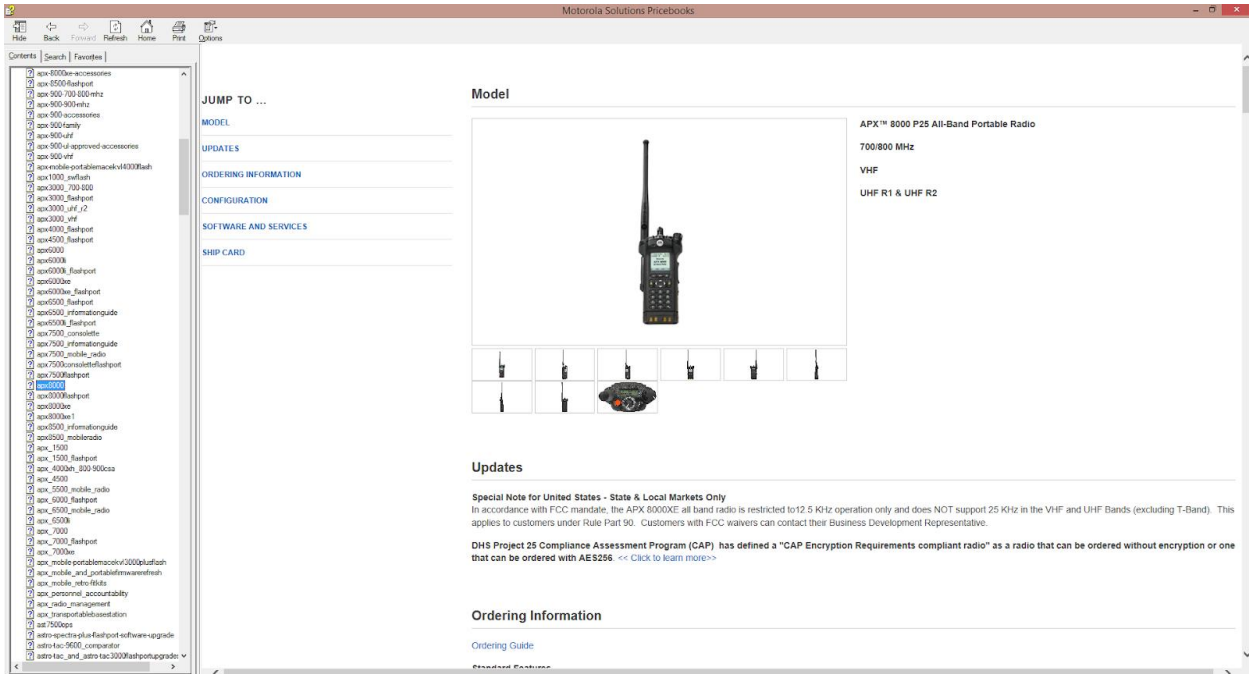 Motorola Solutions Pricebooks
Hide Back Forward Refresh Home Print Options
Contents Search Favorites
apx-8000xe-accessories
apx-8500-flashport
apx-900-700-800-mhz
apx-900-900-mhz
apx-900-accessories
apx-900-family
apx-900-uhf
apx-900-ul-approved-accessories
apx-900-vhf
apx-mobile-portablemacekvl4000flash
apx1000_swflash
apx3000_700-800
apx3000_flashport
apx3000_uhf_r2
apx3000_vhf
apx4000_flashport
apx4500_flashport
apx6000
apx6000li
apx6000li_flashport
apx6000xe
apx6000xe_flashport
apx6500_flashport
apx6500_informationguide
apx6500li_flashport
apx7500_consolette
apx7500_informationguide
apx7500_mobile_radio
apx7500consoletteflashport
apx7500flashport
apx8000
apx8000flashport
apx8000xe
apx8000xe1
apx8500_informationguide
apx8500_mobileradio
apx_1500
apx_1500_flashport
apx_4000xh_800-900csa
apx_4500
apx_5500_mobile_radio
apx_6000_flashport
apx_6500_mobile_radio
apx_6500li
apx_7000
apx_7000_flashport
apx_7000xe
apx_mobile-portablemacekvl3000plusflash
apx_mobile_and_portablefirmwarerefresh
apx_mobile_retro-fitkits
apx_personnel_accountability
apx_radio_management
apx_transportablebasestation
ast7500eps
astro-spectra-plus-flashport-software-upgrade
astro-tac-9600_comparator
astro-tac_and_astro-tac3000flashportupgrades
JUMP TO ...
MODEL
UPDATES
ORDERING INFORMATION
CONFIGURATION
SOFTWARE AND SERVICES
SHIP CARD
Model
APX™ 8000 P25 All-Band Portable Radio
700/800 MHz
VHF
UHF R1 & UHF R2
Updates
Special Note for United States - State & Local Markets Only
In accordance with FCC mandate, the APX 8000XE all band radio is restricted to12.5 KHz operation only and does NOT support 25 KHz in the VHF and UHF Bands (excluding T-Band). This
applies to customers under Rule Part 90. Customers with FCC waivers can contact their Business Development Representative.
DHS Project 25 Compliance Assessment Program (CAP) has defined a "CAP Encryption Requirements compliant radio" as a radio that can be ordered without encryption or one
that can be ordered with AES256. << Click to learn more>>
Ordering Information
Ordering Guide
Standard Features